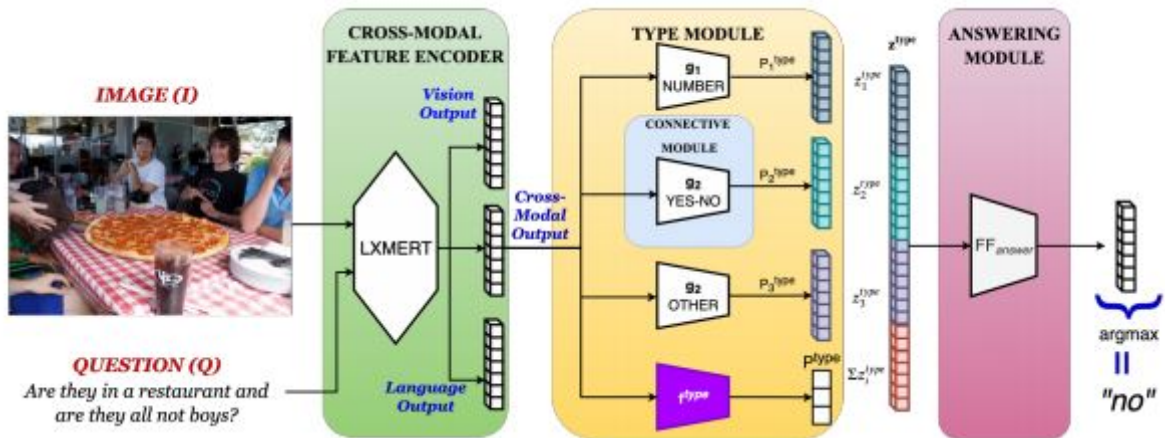 IMAGE (I)
QUESTION (Q)
Are they in a restaurant and
are they all not boys?
CROSS-MODAL
FEATURE ENCODER
LXMERT
Vision
Output
Cross-
Modal Output
Language
Output
TYPE MODULE
g₁
NUMBER
P₁ᵗʸᵖᵉ
CONNECTIVE
MODULE
g₂
YES-NO
P₂ᵗʸᵖᵉ
g₂
OTHER
P₃ᵗʸᵖᵉ
fᵗʸᵖᵉ
Pᵗʸᵖᵉ
zᵗʸᵖᵉ
z₁ᵗʸᵖᵉ
z₂ᵗʸᵖᵉ
z₃ᵗʸᵖᵉ
Σzᵢᵗʸᵖᵉ
ANSWERING
MODULE
FFanswer
argmax
"no"